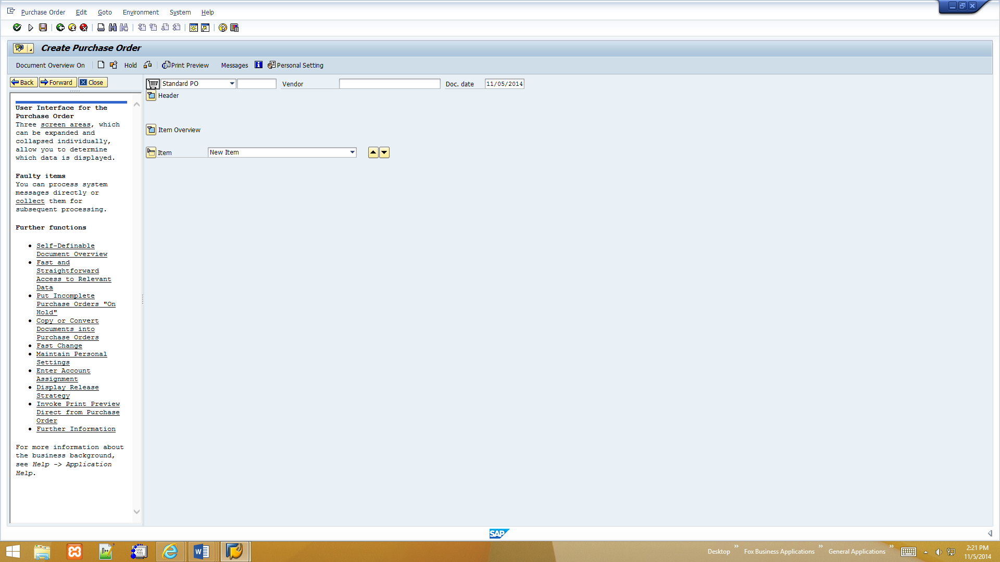 Purchase Order Edit Goto Environment System Help
Create Purchase Order
Document Overview On Hold Print Preview Messages Personal Setting
Back Forward Close
Standard PO Vendor Doc. date 11/05/2014
Header
Item Overview
Item New Item
User Interface for the
Purchase Order
Three screen areas, which
can be expanded and
collapsed individually,
allow you to determine
which data is displayed.
Faulty items
You can process system
messages directly or
collect them for
subsequent processing.
Further functions
• Self-Definable
Document Overview
• Fast and
Straightforward
Access to Relevant
Data
• Put Incomplete
Purchase Orders "On
Hold"
• Copy or Convert
Documents into
Purchase Orders
• Fast Change
• Maintain Personal
Settings
• Enter Account
Assignment
• Display Release
Strategy
• Invoke Print Preview
Direct from Purchase
Order
• Further Information
For more information about
the business background,
see Help -> Application
Help.
SAP
Desktop Fox Business Applications General Applications
2:21 PM
11/5/2014